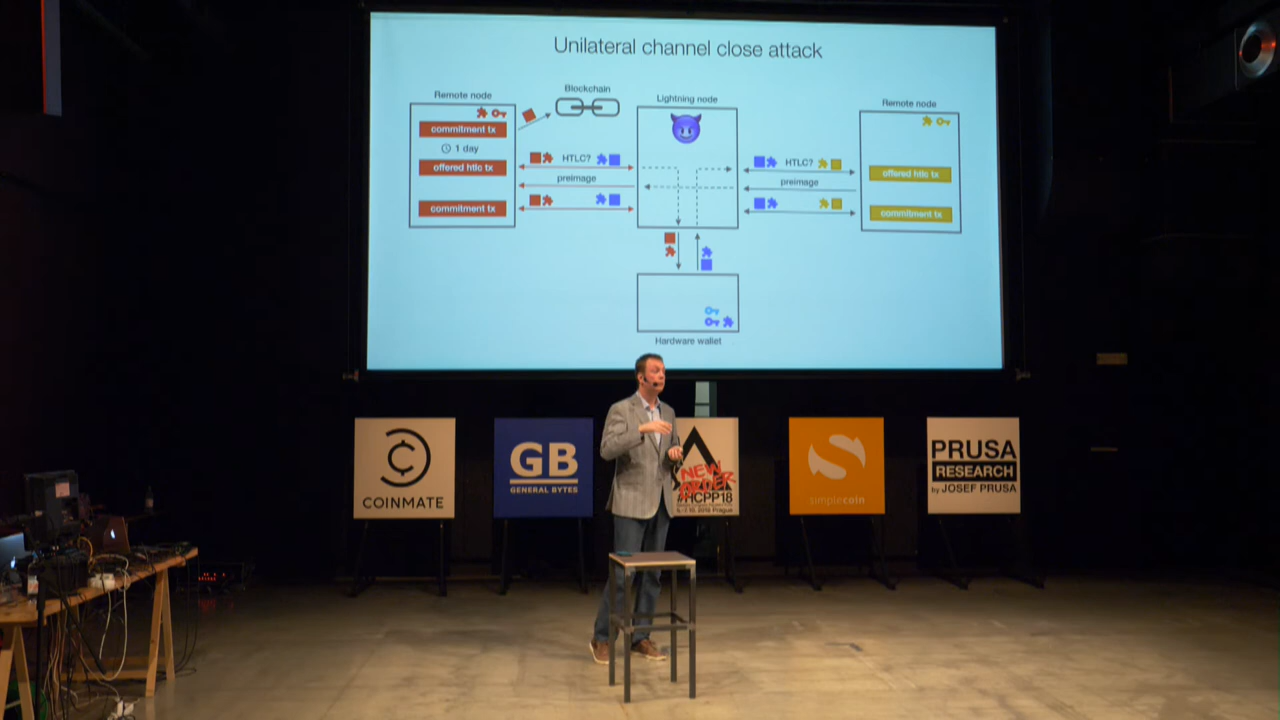 Unilateral channel close attack
Blockchain
Remote node
Lightning node
Remote node
commitment tx
1 day
offered htlc tx
commitment tx
HTLC?
preimage
HTLC?
preimage
offered htlc tx
commitment tx
Hardware wallet
COINMATE
GB
GENERAL BYTES
NEW
ORDER
#HCPP18
simplecoin
PRUSA
RESEARCH
by JOSEF PRUSA